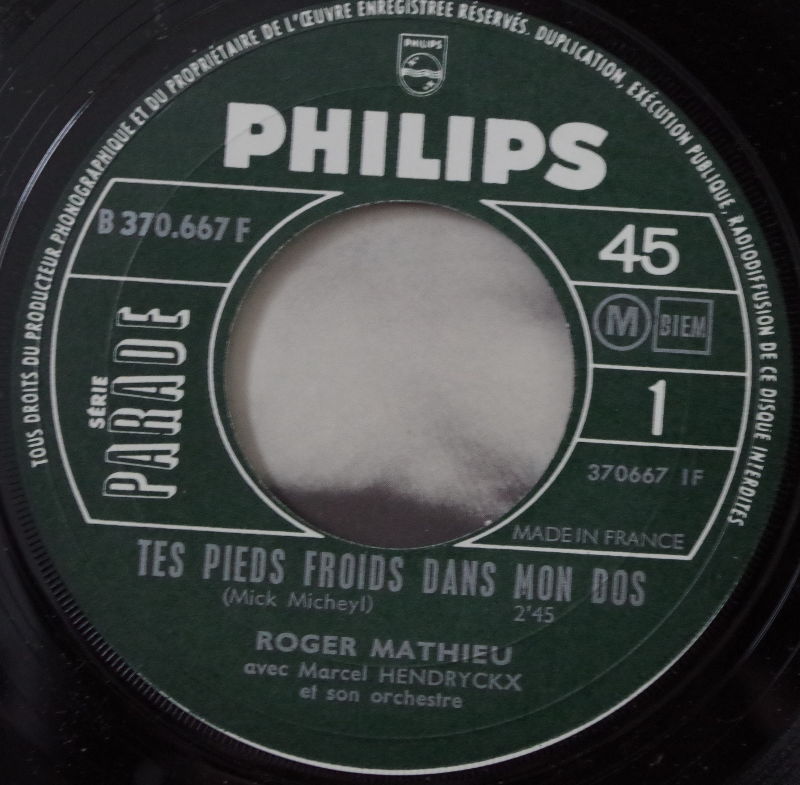 TOUS DROITS DU PRODUCTEUR PHONOGRAPHIQUE ET DU PROPRIÉTAIRE DE L'ŒUVRE ENREGISTRÉE RÉSERVÉS. DUPLICATION, EXÉCUTION PUBLIQUE, RADIODIFFUSION DE CE DISQUE INTERDITES
PHILIPS
PHILIPS
B 370.667 F
45
M BIEM
SÉRIE
PARADE
1
370667 1F
MADE IN FRANCE
TES PIEDS FROIDS DANS MON DOS
(Mick Micheyl) 2'45
ROGER MATHIEU
avec Marcel HENDRYCKX
et son orchestre